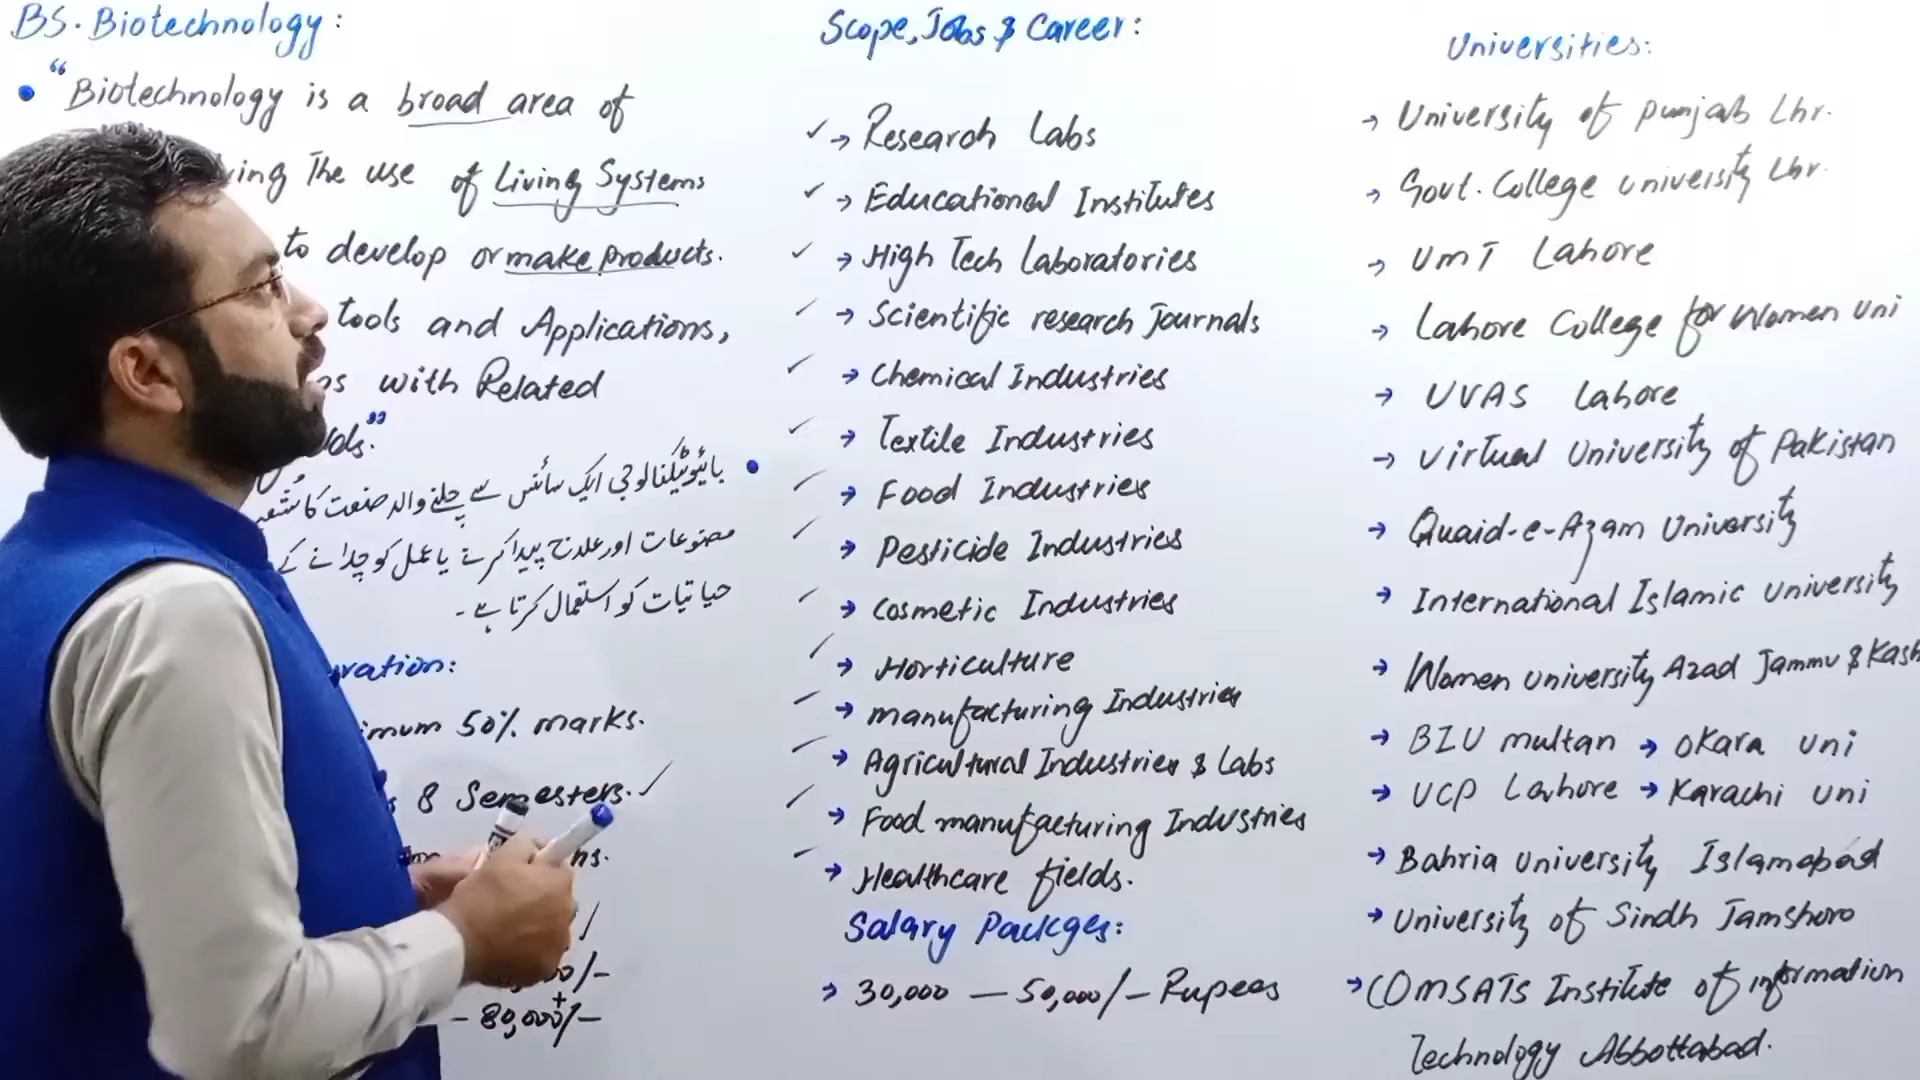 BS. Biotechnology:
• "Biotechnology is a broad area of
the use of Living Systems
to develop or make products.
tools and Applications,
with Related
بائیوٹیکنالوجی ایک سائنس سے چلنے والہ صنعت کا شعبہ
مصنوعات اور علاج پیدا کرنے یا عمل کو چلانے کے
حیاتیات کو استعمال کرتا ہے -
50% marks.
8 Semesters. ✓
- 80,000/-
Scope, Jobs & Career:
✓ → Research Labs
✓ → Educational Institutes
✓ → High Tech Laboratories
✓ → Scientific research Journals
✓ → Chemical Industries
✓ → Textile Industries
✓ → Food Industries
✓ → Pesticide Industries
✓ → Cosmetic Industries
✓ → Horticulture
✓ → manufacturing Industries
✓ → Agricultural Industries & Labs
✓ → Food manufacturing Industries
✓ → Healthcare fields.
Salary Packges:
→ 30,000 — 50,000/- Rupees
Universities:
→ University of Punjab Lhr.
→ Govt. College university Lhr.
→ UMT Lahore
→ Lahore College for Women Uni
→ UVAS Lahore
→ Virtual University of Pakistan
→ Quaid-e-Azam University
→ International Islamic university
→ Women university Azad Jammu & Kash
→ BZU multan → Okara uni
→ UCP Lahore → Karachi uni
→ Bahria university Islamabad
→ University of Sindh Jamshoro
→ COMSATs Institute of information
Technology Abbottabad.